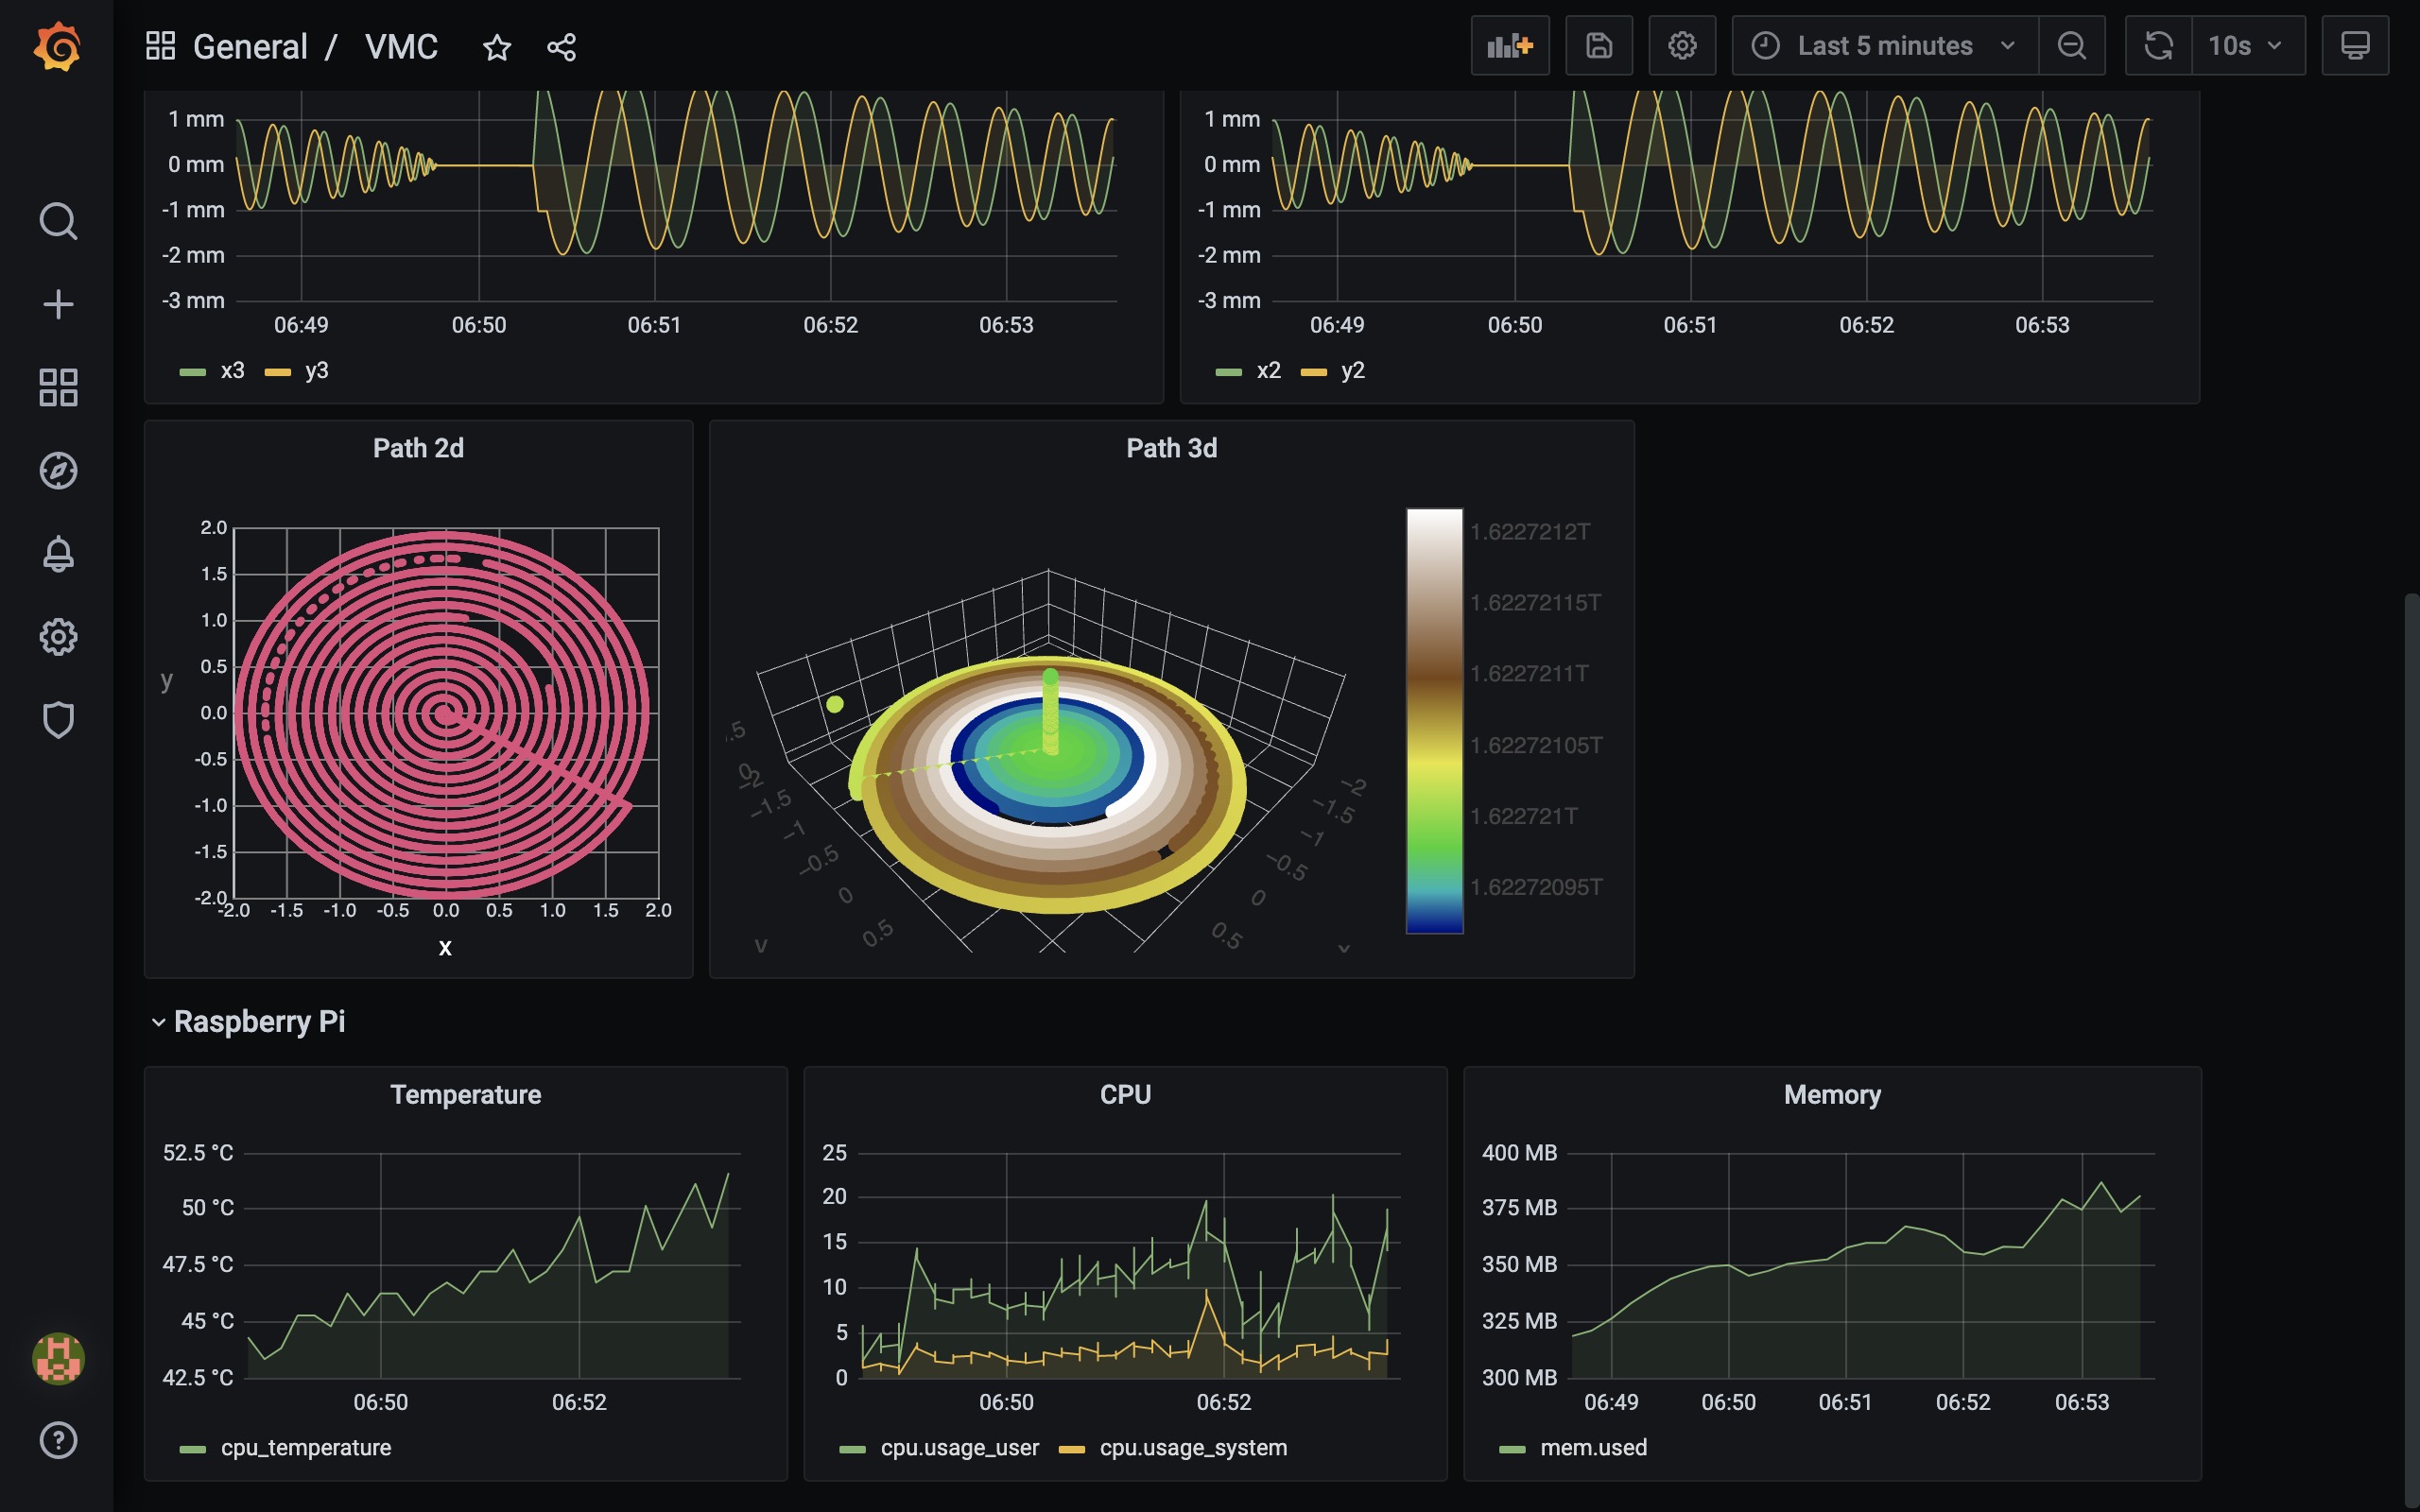 General / VMC
Last 5 minutes
10s
1 mm
0 mm
-1 mm
-2 mm
-3 mm
06:49 06:50 06:51 06:52 06:53
x3 y3
1 mm
0 mm
-1 mm
-2 mm
-3 mm
06:49 06:50 06:51 06:52 06:53
x2 y2
Path 2d
2.0
1.5
1.0
0.5
0.0
-0.5
-1.0
-1.5
-2.0
y
-2.0 -1.5 -1.0 -0.5 0.0 0.5 1.0 1.5 2.0
x
Path 3d
−2
−1.5
−1
−0.5
0
0.5
−2
−1.5
−1
−0.5
0
0.5
1.6227212T
1.62272115T
1.6227211T
1.62272105T
1.622721T
1.62272095T
Raspberry Pi
Temperature
52.5 °C
50 °C
47.5 °C
45 °C
42.5 °C
06:50 06:52
cpu_temperature
CPU
25
20
15
10
5
0
06:50 06:52
cpu.usage_user cpu.usage_system
Memory
400 MB
375 MB
350 MB
325 MB
300 MB
06:49 06:50 06:51 06:52 06:53
mem.used